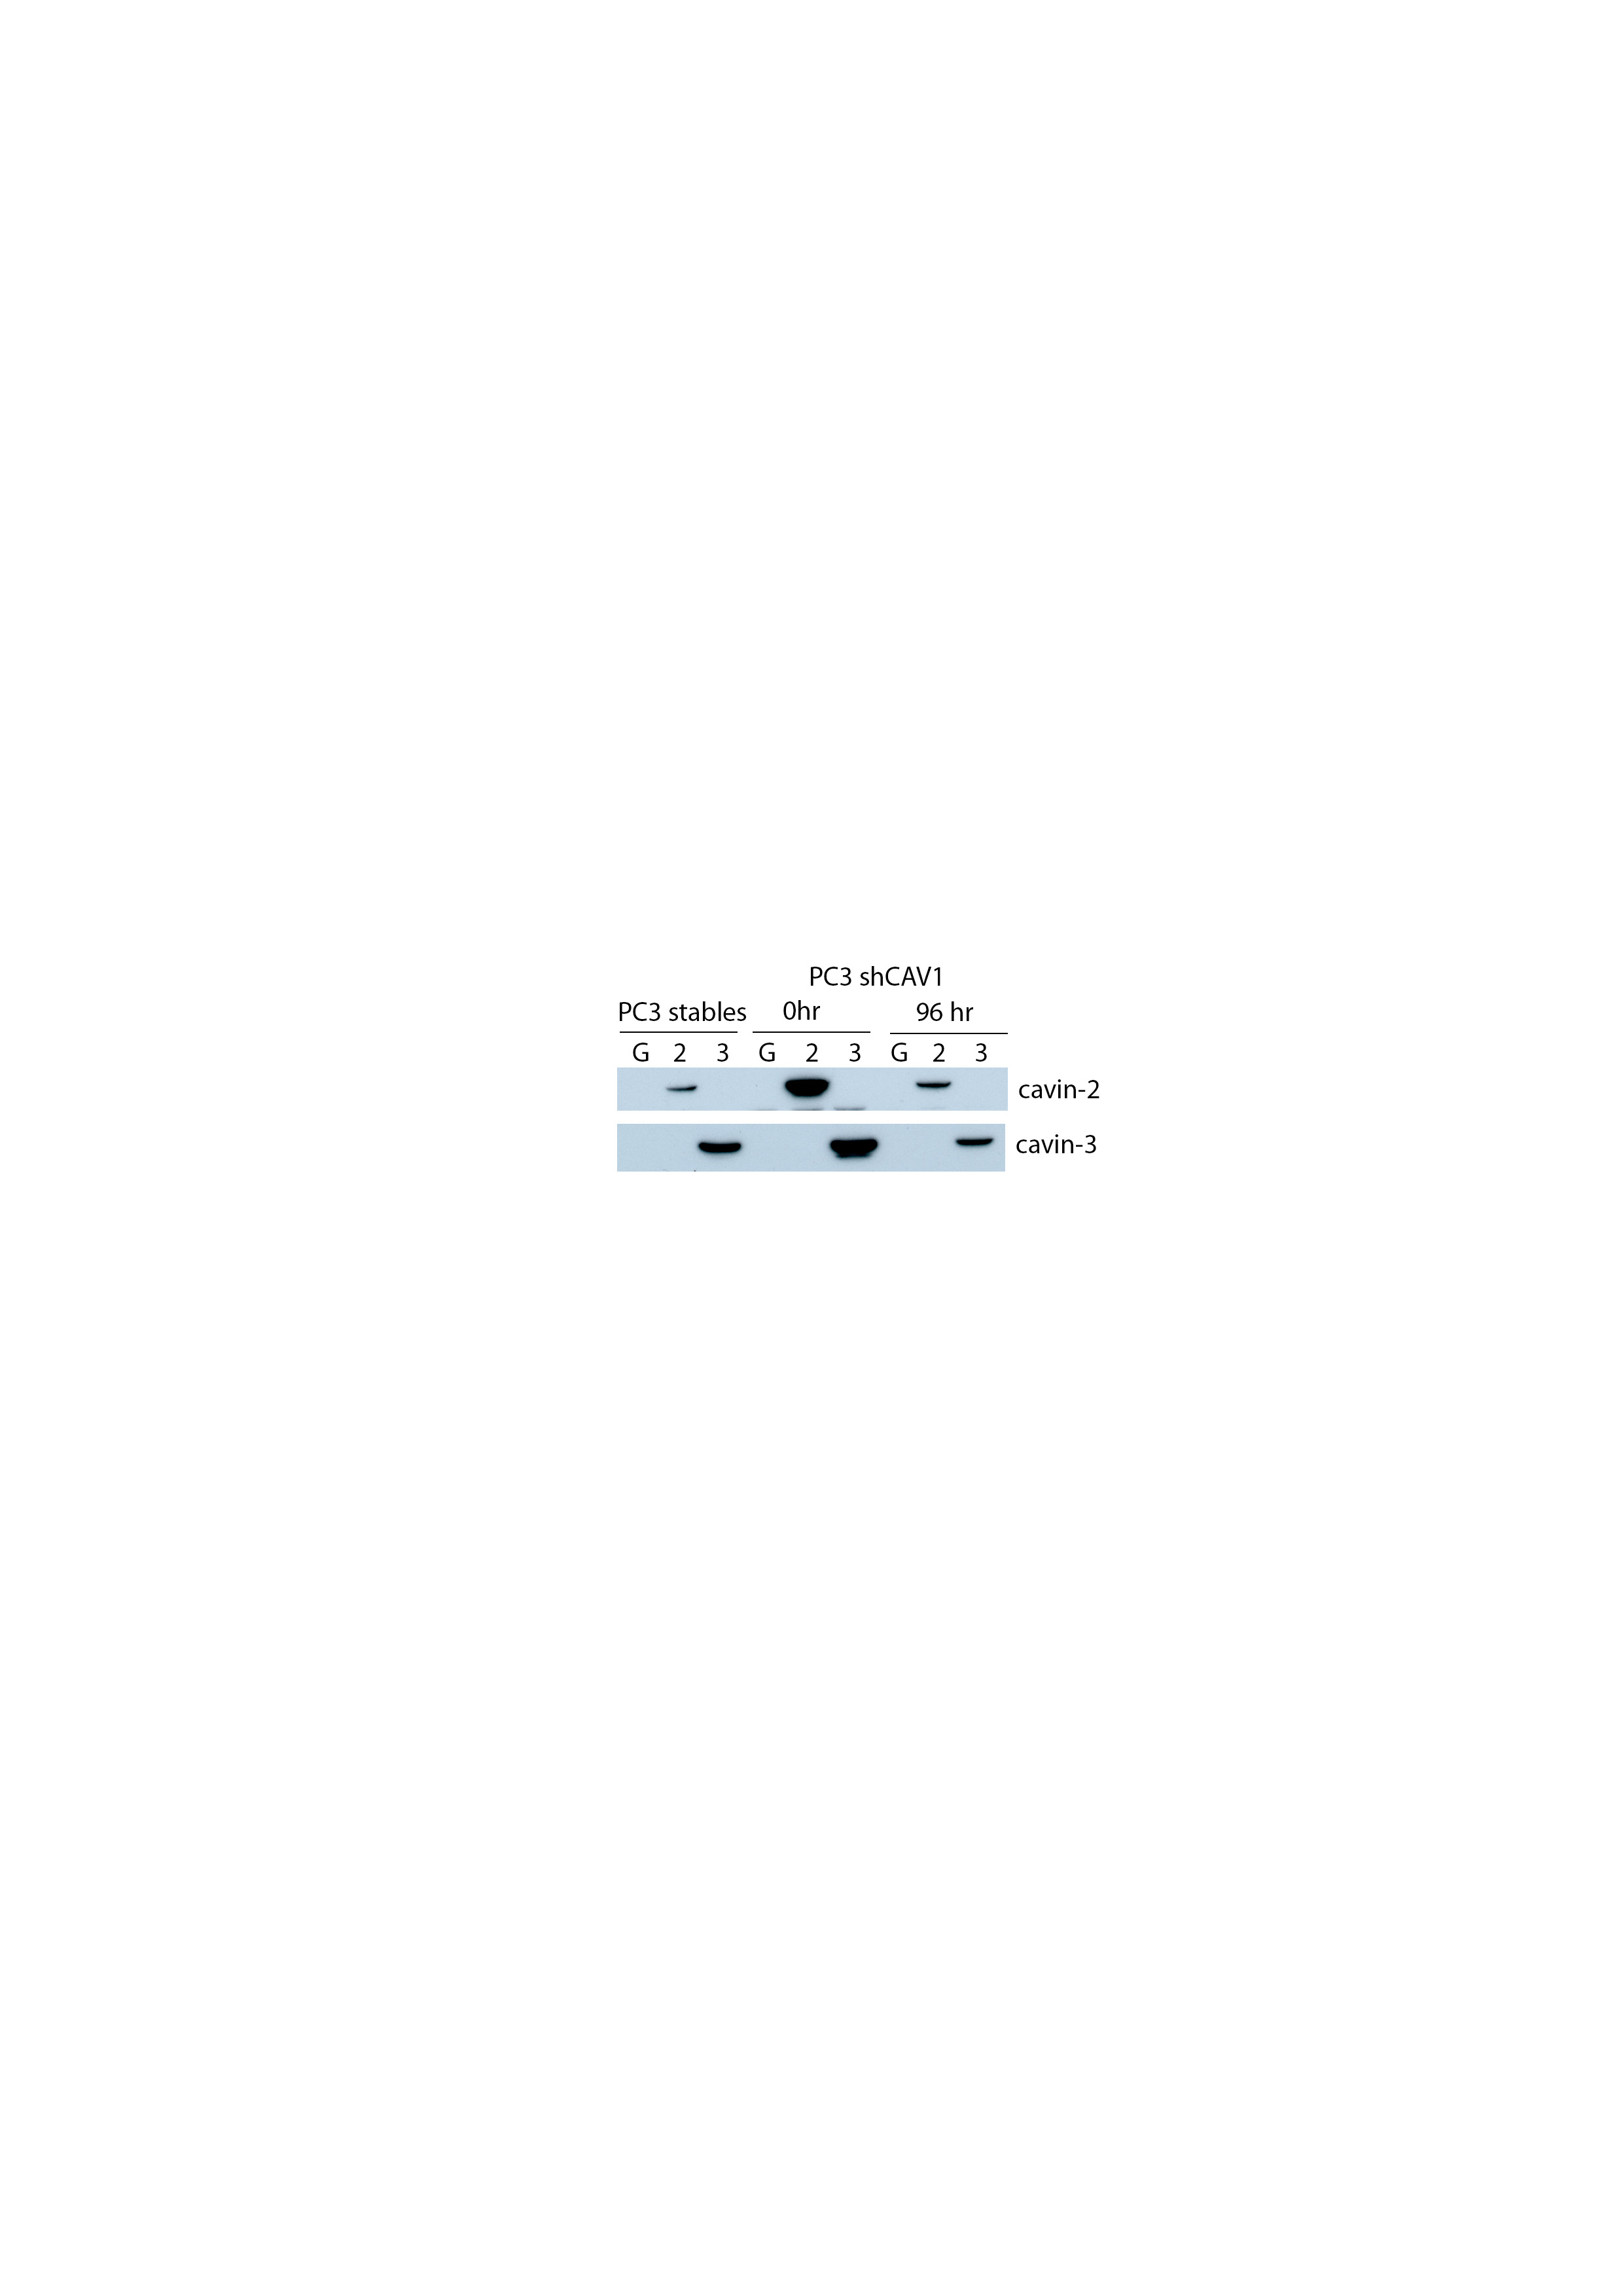 PC3 shCAV1
PC3 stables 0hr 96 hr
G 2 3 G 2 3 G 2 3
cavin-2
cavin-3